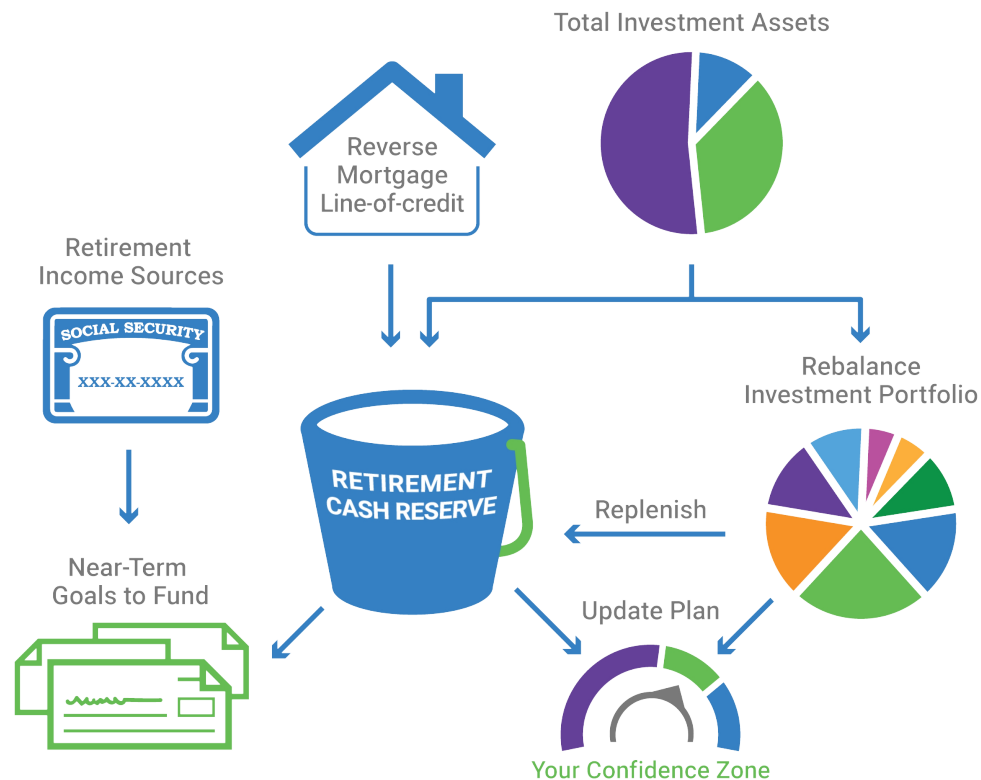 Total Investment Assets
Reverse
Mortgage
Line-of-credit
Retirement
Income Sources
SOCIAL SECURITY
XXX-XX-XXXX
Rebalance
Investment Portfolio
RETIREMENT
CASH RESERVE
Replenish
Near-Term
Goals to Fund
Update Plan
Your Confidence Zone